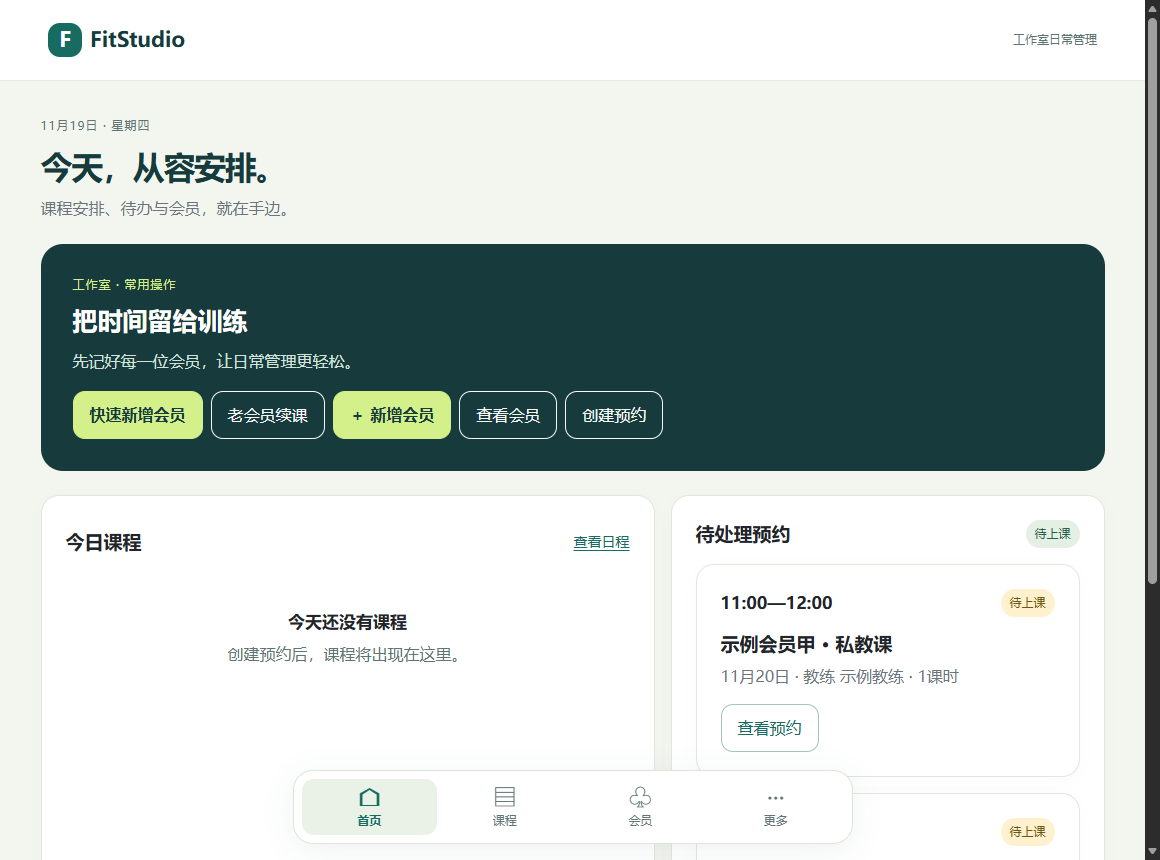 F FitStudio
工作室日常管理
11月19日 · 星期四
今天，从容安排。
课程安排、待办与会员，就在手边。
工作室 · 常用操作
把时间留给训练
先记好每一位会员，让日常管理更轻松。
快速新增会员 老会员续课 + 新增会员 查看会员 创建预约
今日课程 查看日程
今天还没有课程
创建预约后，课程将出现在这里。
待处理预约 待上课
11:00—12:00 待上课
示例会员甲 · 私教课
11月20日 · 教练 示例教练 · 1课时
查看预约
待上课
首页 课程 会员 更多